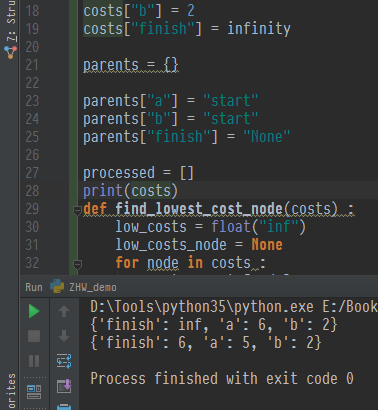 18 costs["b"] = 2
19 costs["finish"] = infinity
20
21 parents = {}
22
23 parents["a"] = "start"
24 parents["b"] = "start"
25 parents["finish"] = "None"
26
27 processed = []
28 print(costs)
29 def find_lowest_cost_node(costs) :
30 low_costs = float("inf")
31 low_costs_node = None
32 for node in costs :
Z: Stru
Run ZHW_demo
D:\Tools\python35\python.exe E:/Book
{'finish': inf, 'a': 6, 'b': 2}
{'finish': 6, 'a': 5, 'b': 2}
Process finished with exit code 0
orites